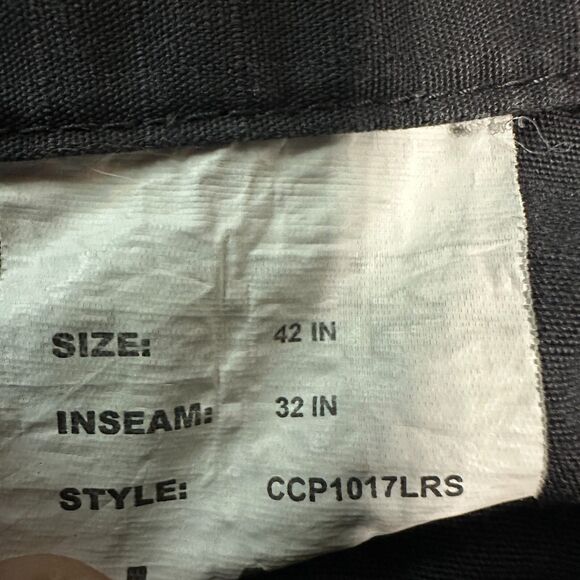 SIZE: 42 IN
INSEAM: 32 IN
STYLE: CCP1017LRS